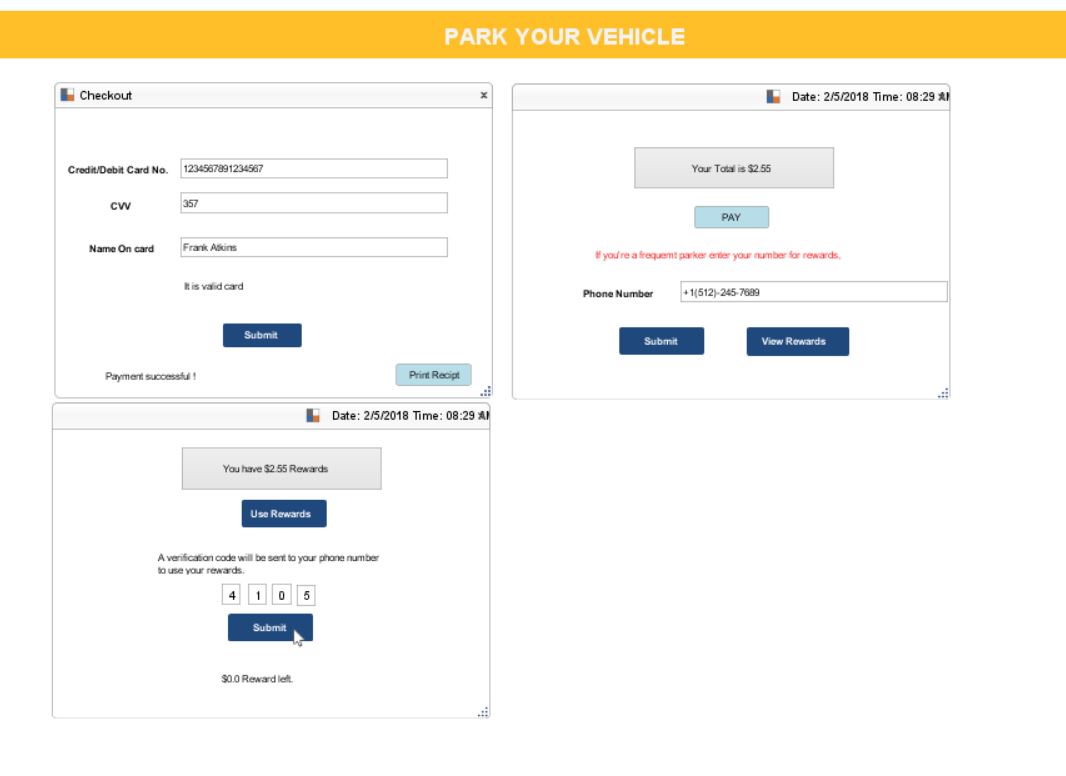 PARK YOUR VEHICLE
Checkout x
Credit/Debit Card No. 1234567891234567
CVV 357
Name On card Frank Atkins
It is valid card
Submit
Payment successful !
Print Recipt
Date: 2/5/2018 Time: 08:29 AM
Your Total is $2.55
PAY
If you're a frequemt parker enter your number for rewards,
Phone Number +1(512)-245-7689
Submit View Rewards
Date: 2/5/2018 Time: 08:29 AM
You have $2.55 Rewards
Use Rewards
A verification code will be sent to your phone number
to use your rewards.
4 1 0 5
Submit
$0.0 Reward left.